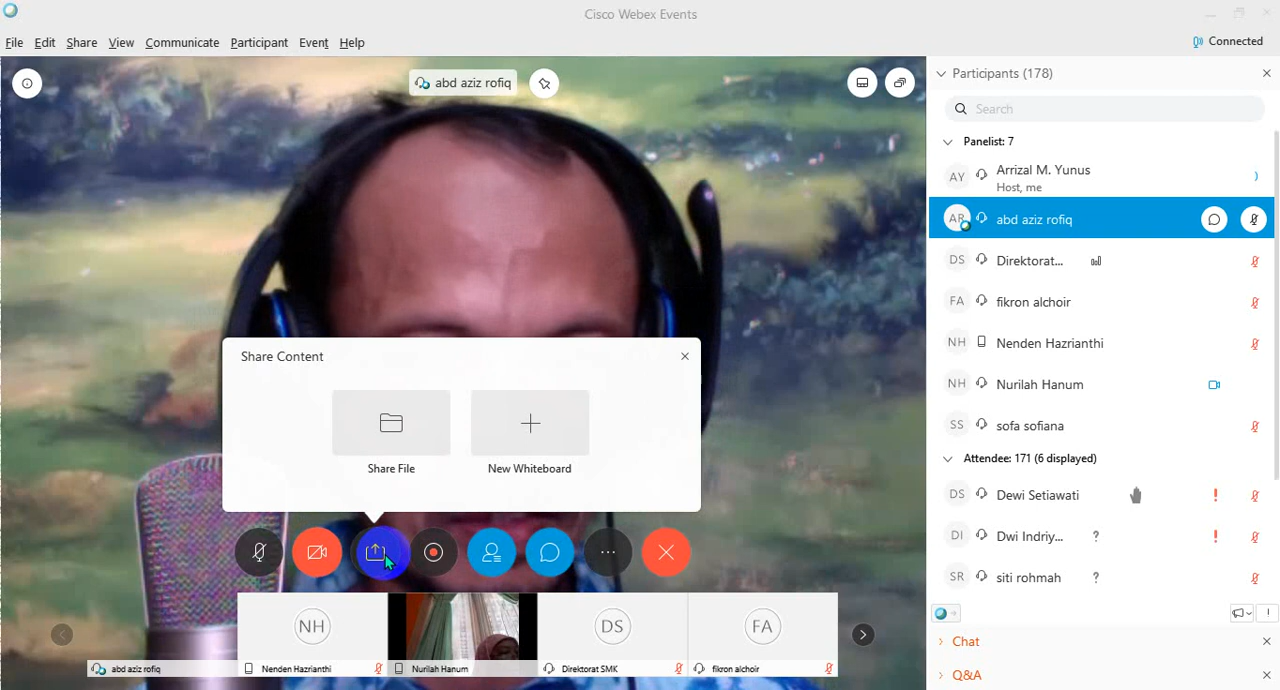 Cisco Webex Events
File Edit Share View Communicate Participant Event Help
Connected
abd aziz rofiq
Share Content
Share File
New Whiteboard
NH
DS
FA
abd aziz rofiq
Nenden Hazrianthi
Nurilah Hanum
Direktorat SMK
fikron alchoir
Participants (178)
Search
Panelist: 7
AY Arrizal M. Yunus
Host, me
AR abd aziz rofiq
DS Direktorat...
FA fikron alchoir
NH Nenden Hazrianthi
NH Nurilah Hanum
SS sofa sofiana
Attendee: 171 (6 displayed)
DS Dewi Setiawati !
DI Dwi Indriy... ? !
SR siti rohmah ?
!
Chat
Q&A